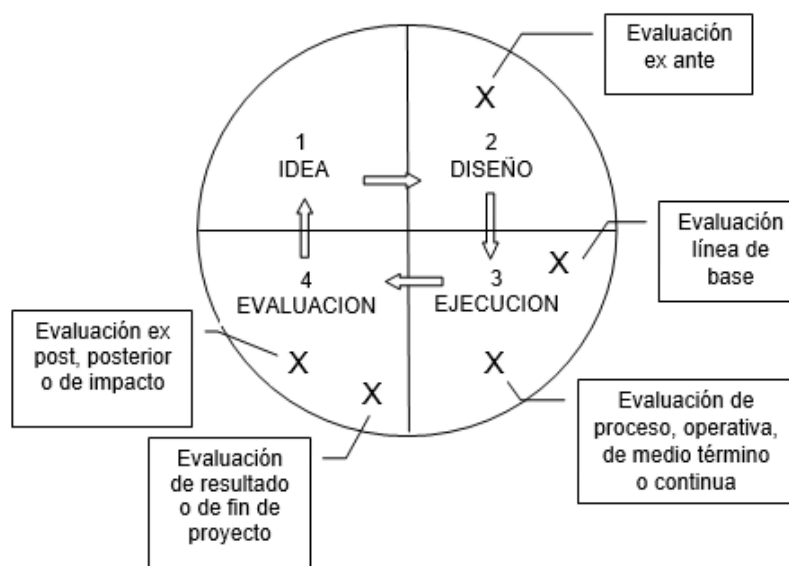 Evaluación
ex ante
X
1
IDEA
2
DISEÑO
Evaluación
línea de
base
X
4
EVALUACION
3
EJECUCION
Evaluación ex
post, posterior
o de impacto
X
X
X
Evaluación de
proceso, operativa,
de medio término
o continua
Evaluación
de resultado
o de fin de
proyecto